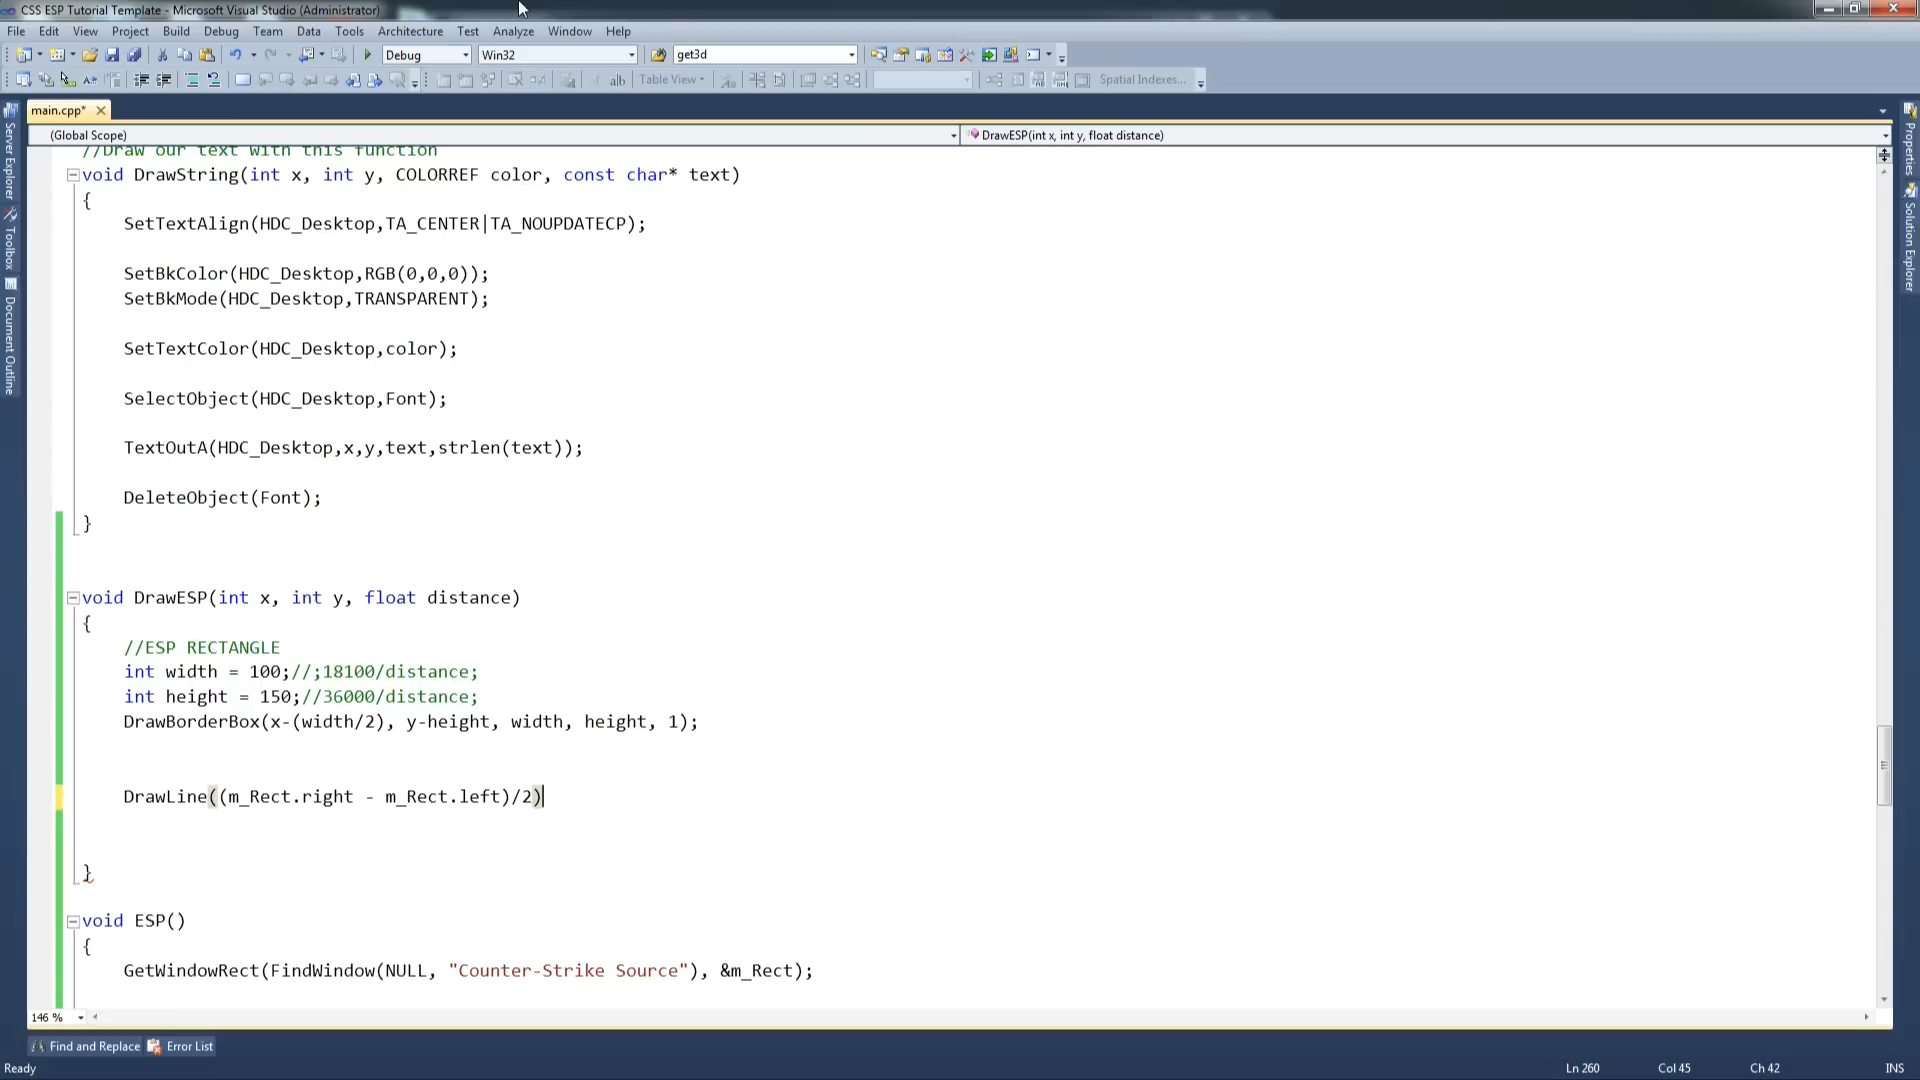 CSS ESP Tutorial Template - Microsoft Visual Studio (Administrator)
File Edit View Project Build Debug Team Data Tools Architecture Test Analyze Window Help
Debug Win32 get3d
Table View Spatial Indexes...
main.cpp*
(Global Scope) DrawESP(int x, int y, float distance)
Server Explorer
Toolbox
Document Outline
Properties
Solution Explorer
//Draw our text with this function
void DrawString(int x, int y, COLORREF color, const char* text)
{
SetTextAlign(HDC_Desktop,TA_CENTER|TA_NOUPDATECP);
SetBkColor(HDC_Desktop,RGB(0,0,0));
SetBkMode(HDC_Desktop,TRANSPARENT);
SetTextColor(HDC_Desktop,color);
SelectObject(HDC_Desktop,Font);
TextOutA(HDC_Desktop,x,y,text,strlen(text));
DeleteObject(Font);
}
void DrawESP(int x, int y, float distance)
{
//ESP RECTANGLE
int width = 100;//;18100/distance;
int height = 150;//36000/distance;
DrawBorderBox(x-(width/2), y-height, width, height, 1);
DrawLine((m_Rect.right - m_Rect.left)/2)
}
void ESP()
{
GetWindowRect(FindWindow(NULL, "Counter-Strike Source"), &m_Rect);
146 %
Find and Replace Error List
Ready Ln 260 Col 45 Ch 42 INS